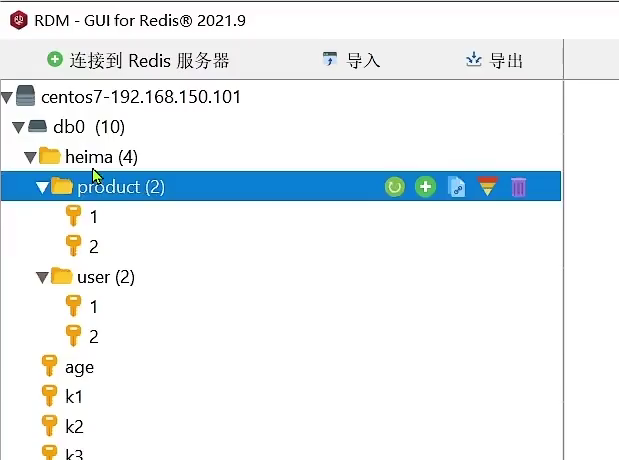 RDM - GUI for Redis® 2021.9
连接到 Redis 服务器 导入 导出
centos7-192.168.150.101
db0 (10)
heima (4)
product (2)
1
2
user (2)
1
2
age
k1
k2
k3